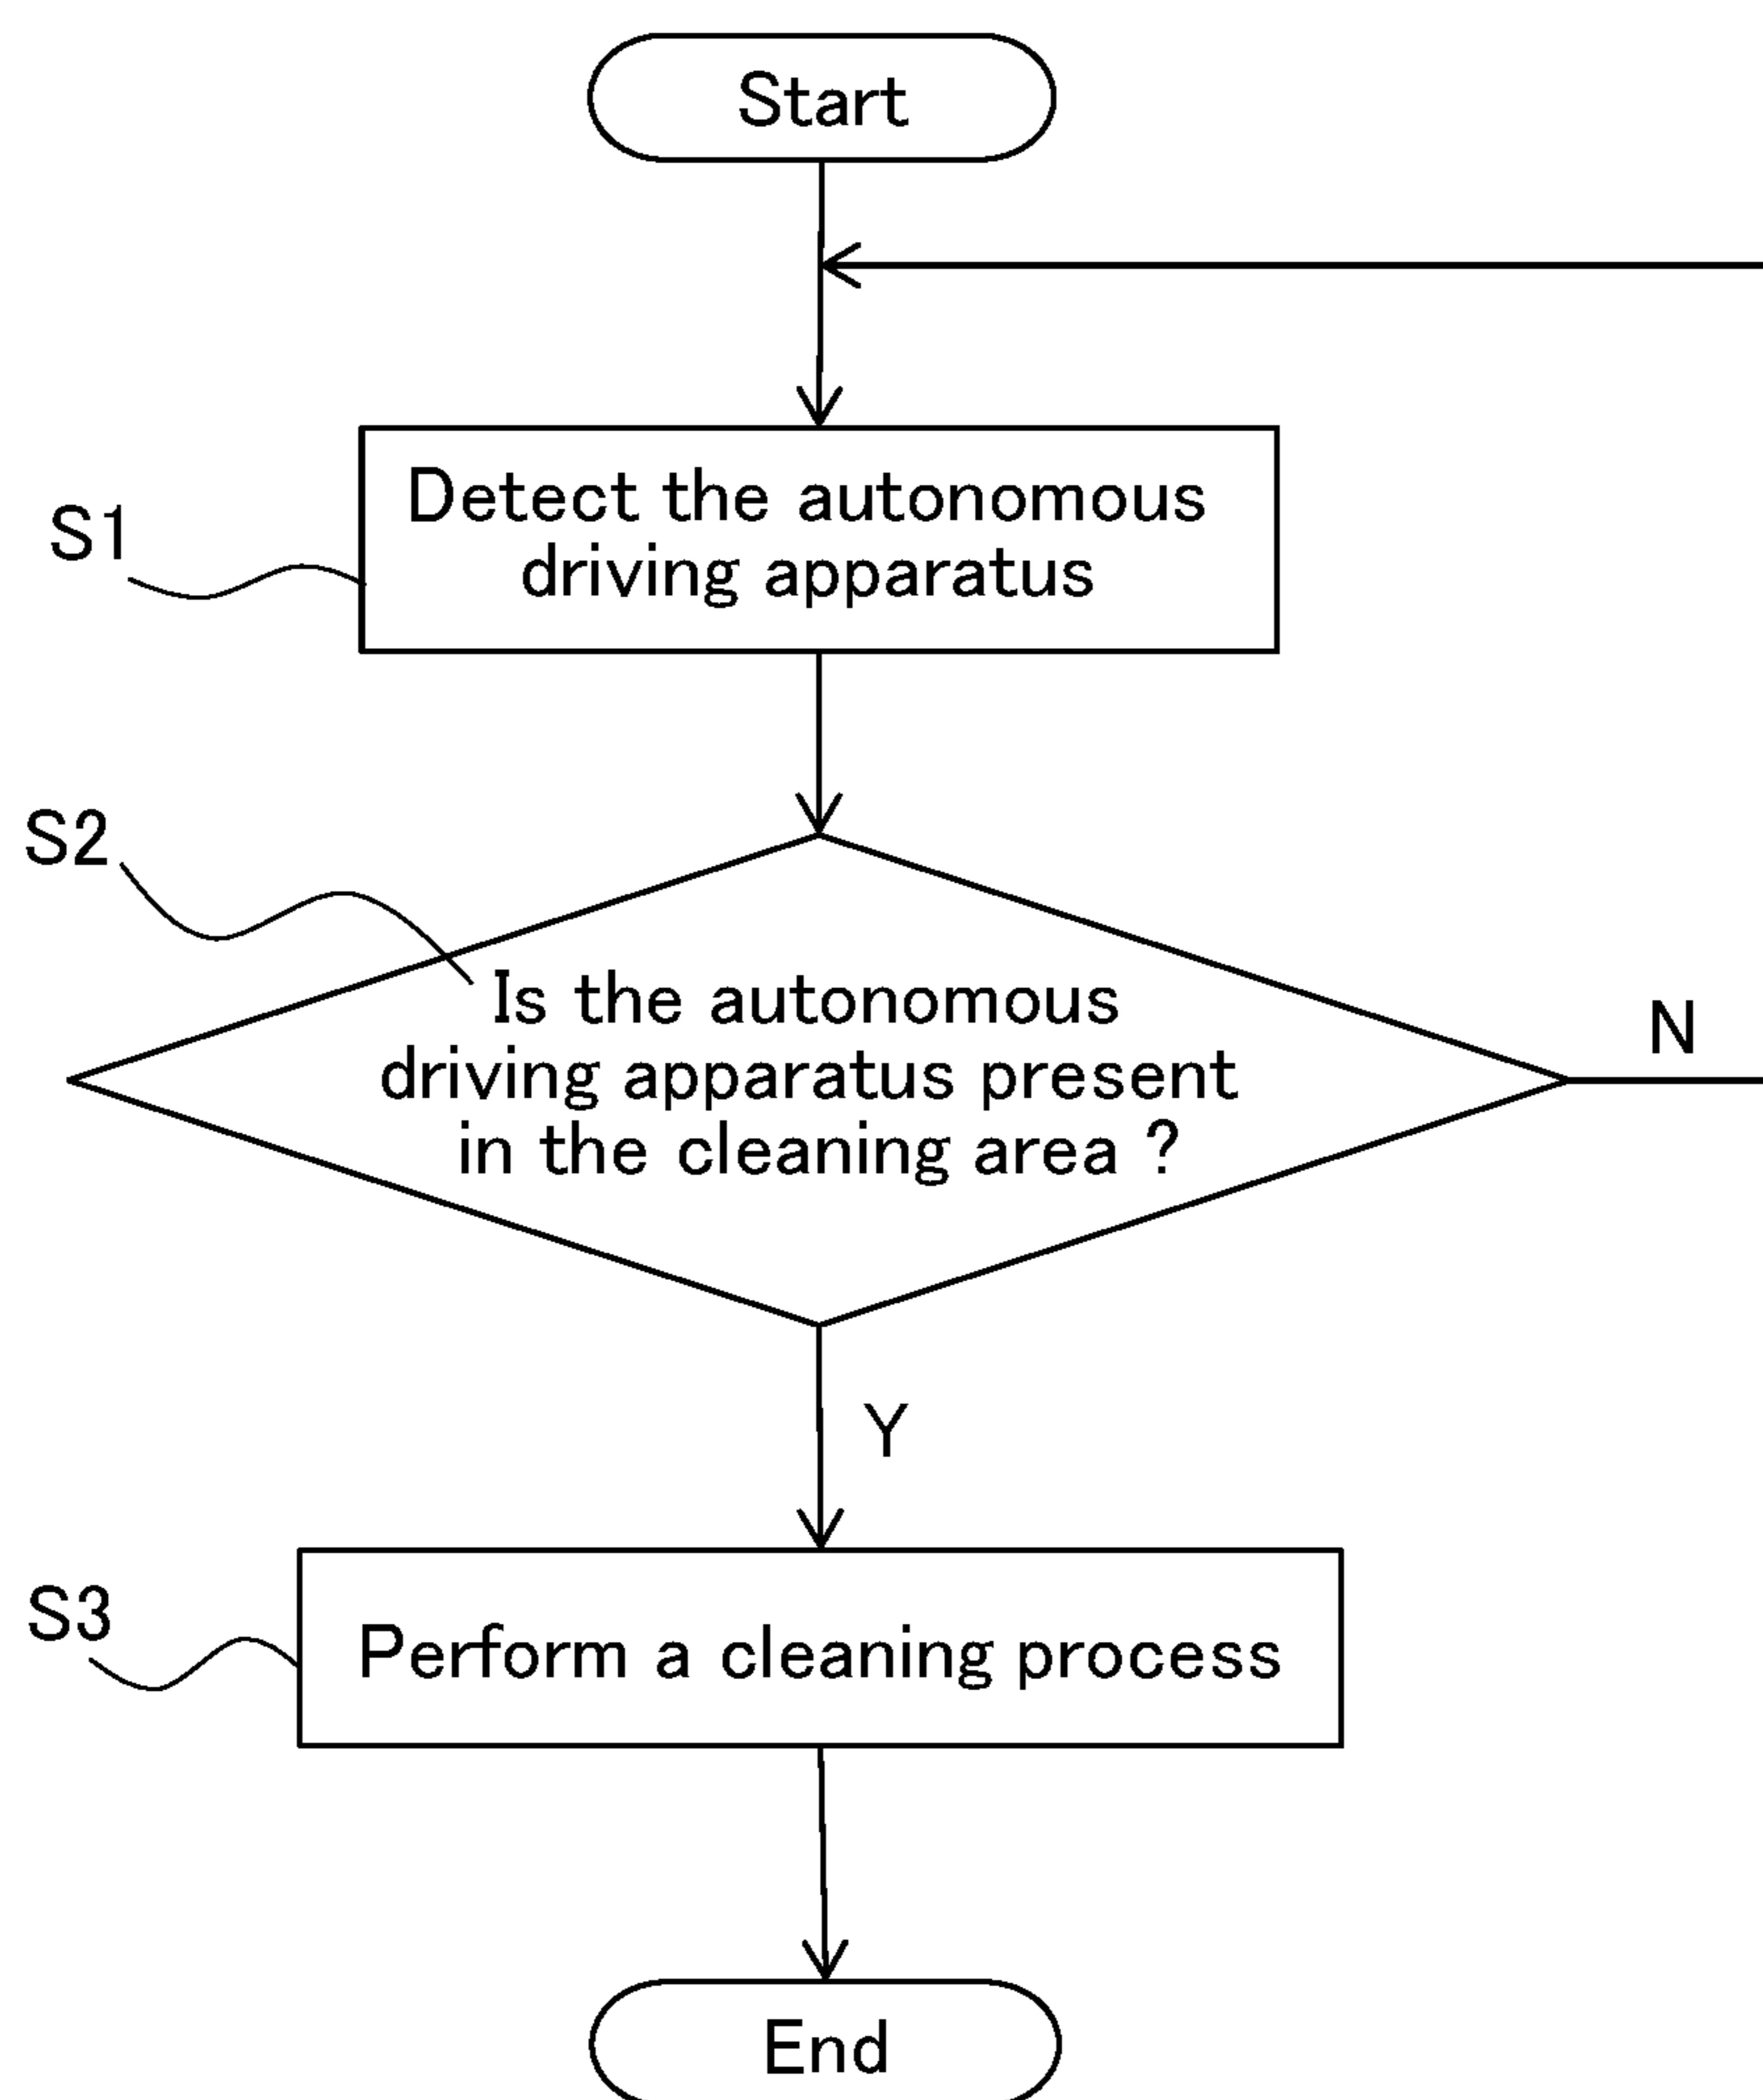 Start
S1
Detect the autonomous
driving apparatus
S2
Is the autonomous
driving apparatus present
in the cleaning area ?
N
Y
S3
Perform a cleaning process
End